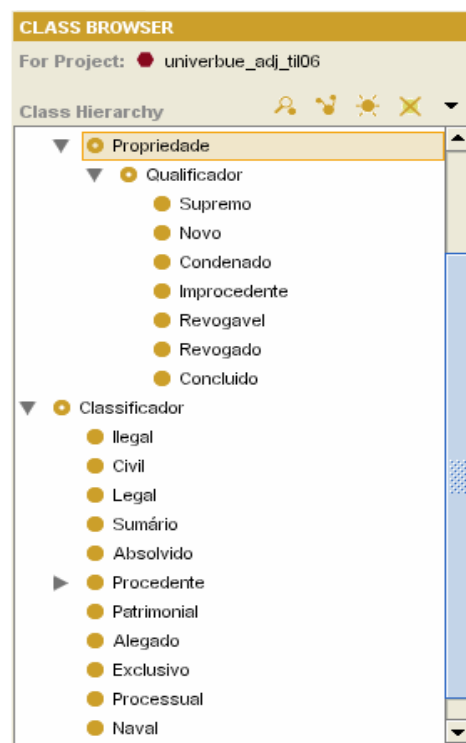 CLASS BROWSER
For Project: univerbue_adj_til06
Class Hierarchy
Propriedade
Qualificador
Supremo
Novo
Condenado
Improcedente
Revogavel
Revogado
Concluido
Classificador
Ilegal
Civil
Legal
Sumário
Absolvido
Procedente
Patrimonial
Alegado
Exclusivo
Processual
Naval